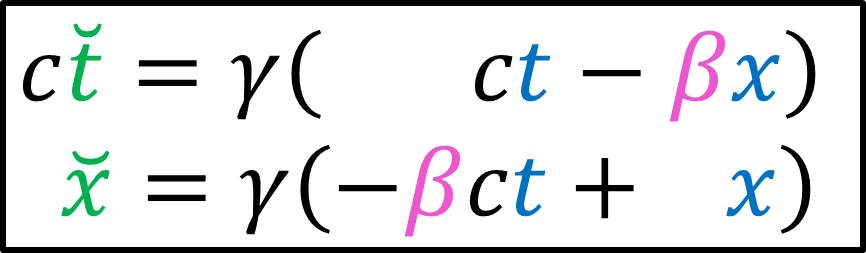 ct̆ = γ(ct − βx)
x̆ = γ(−βct + x)